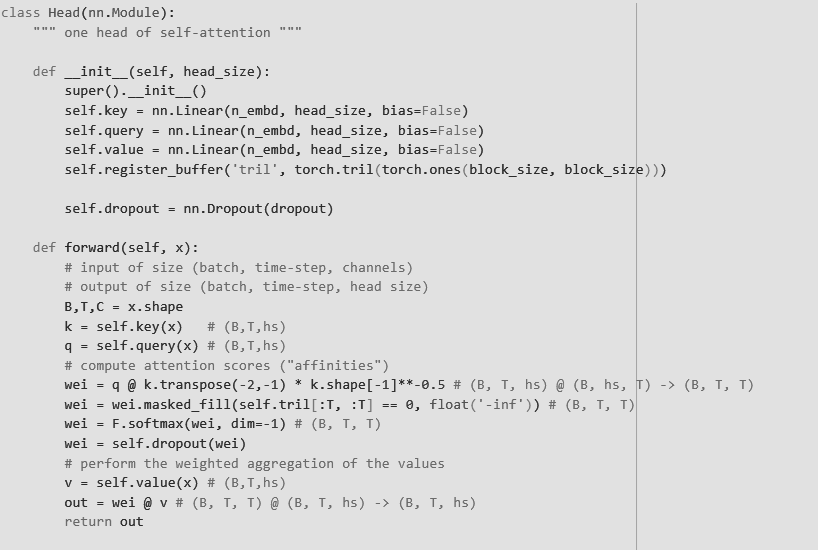 class Head(nn.Module):
    """ one head of self-attention """

    def __init__(self, head_size):
        super().__init__()
        self.key = nn.Linear(n_embd, head_size, bias=False)
        self.query = nn.Linear(n_embd, head_size, bias=False)
        self.value = nn.Linear(n_embd, head_size, bias=False)
        self.register_buffer('tril', torch.tril(torch.ones(block_size, block_size)))

        self.dropout = nn.Dropout(dropout)

    def forward(self, x):
        # input of size (batch, time-step, channels)
        # output of size (batch, time-step, head size)
        B,T,C = x.shape
        k = self.key(x)   # (B,T,hs)
        q = self.query(x) # (B,T,hs)
        # compute attention scores ("affinities")
        wei = q @ k.transpose(-2,-1) * k.shape[-1]**-0.5 # (B, T, hs) @ (B, hs, T) -> (B, T, T)
        wei = wei.masked_fill(self.tril[:T, :T] == 0, float('-inf')) # (B, T, T)
        wei = F.softmax(wei, dim=-1) # (B, T, T)
        wei = self.dropout(wei)
        # perform the weighted aggregation of the values
        v = self.value(x) # (B,T,hs)
        out = wei @ v # (B, T, T) @ (B, T, hs) -> (B, T, hs)
        return out